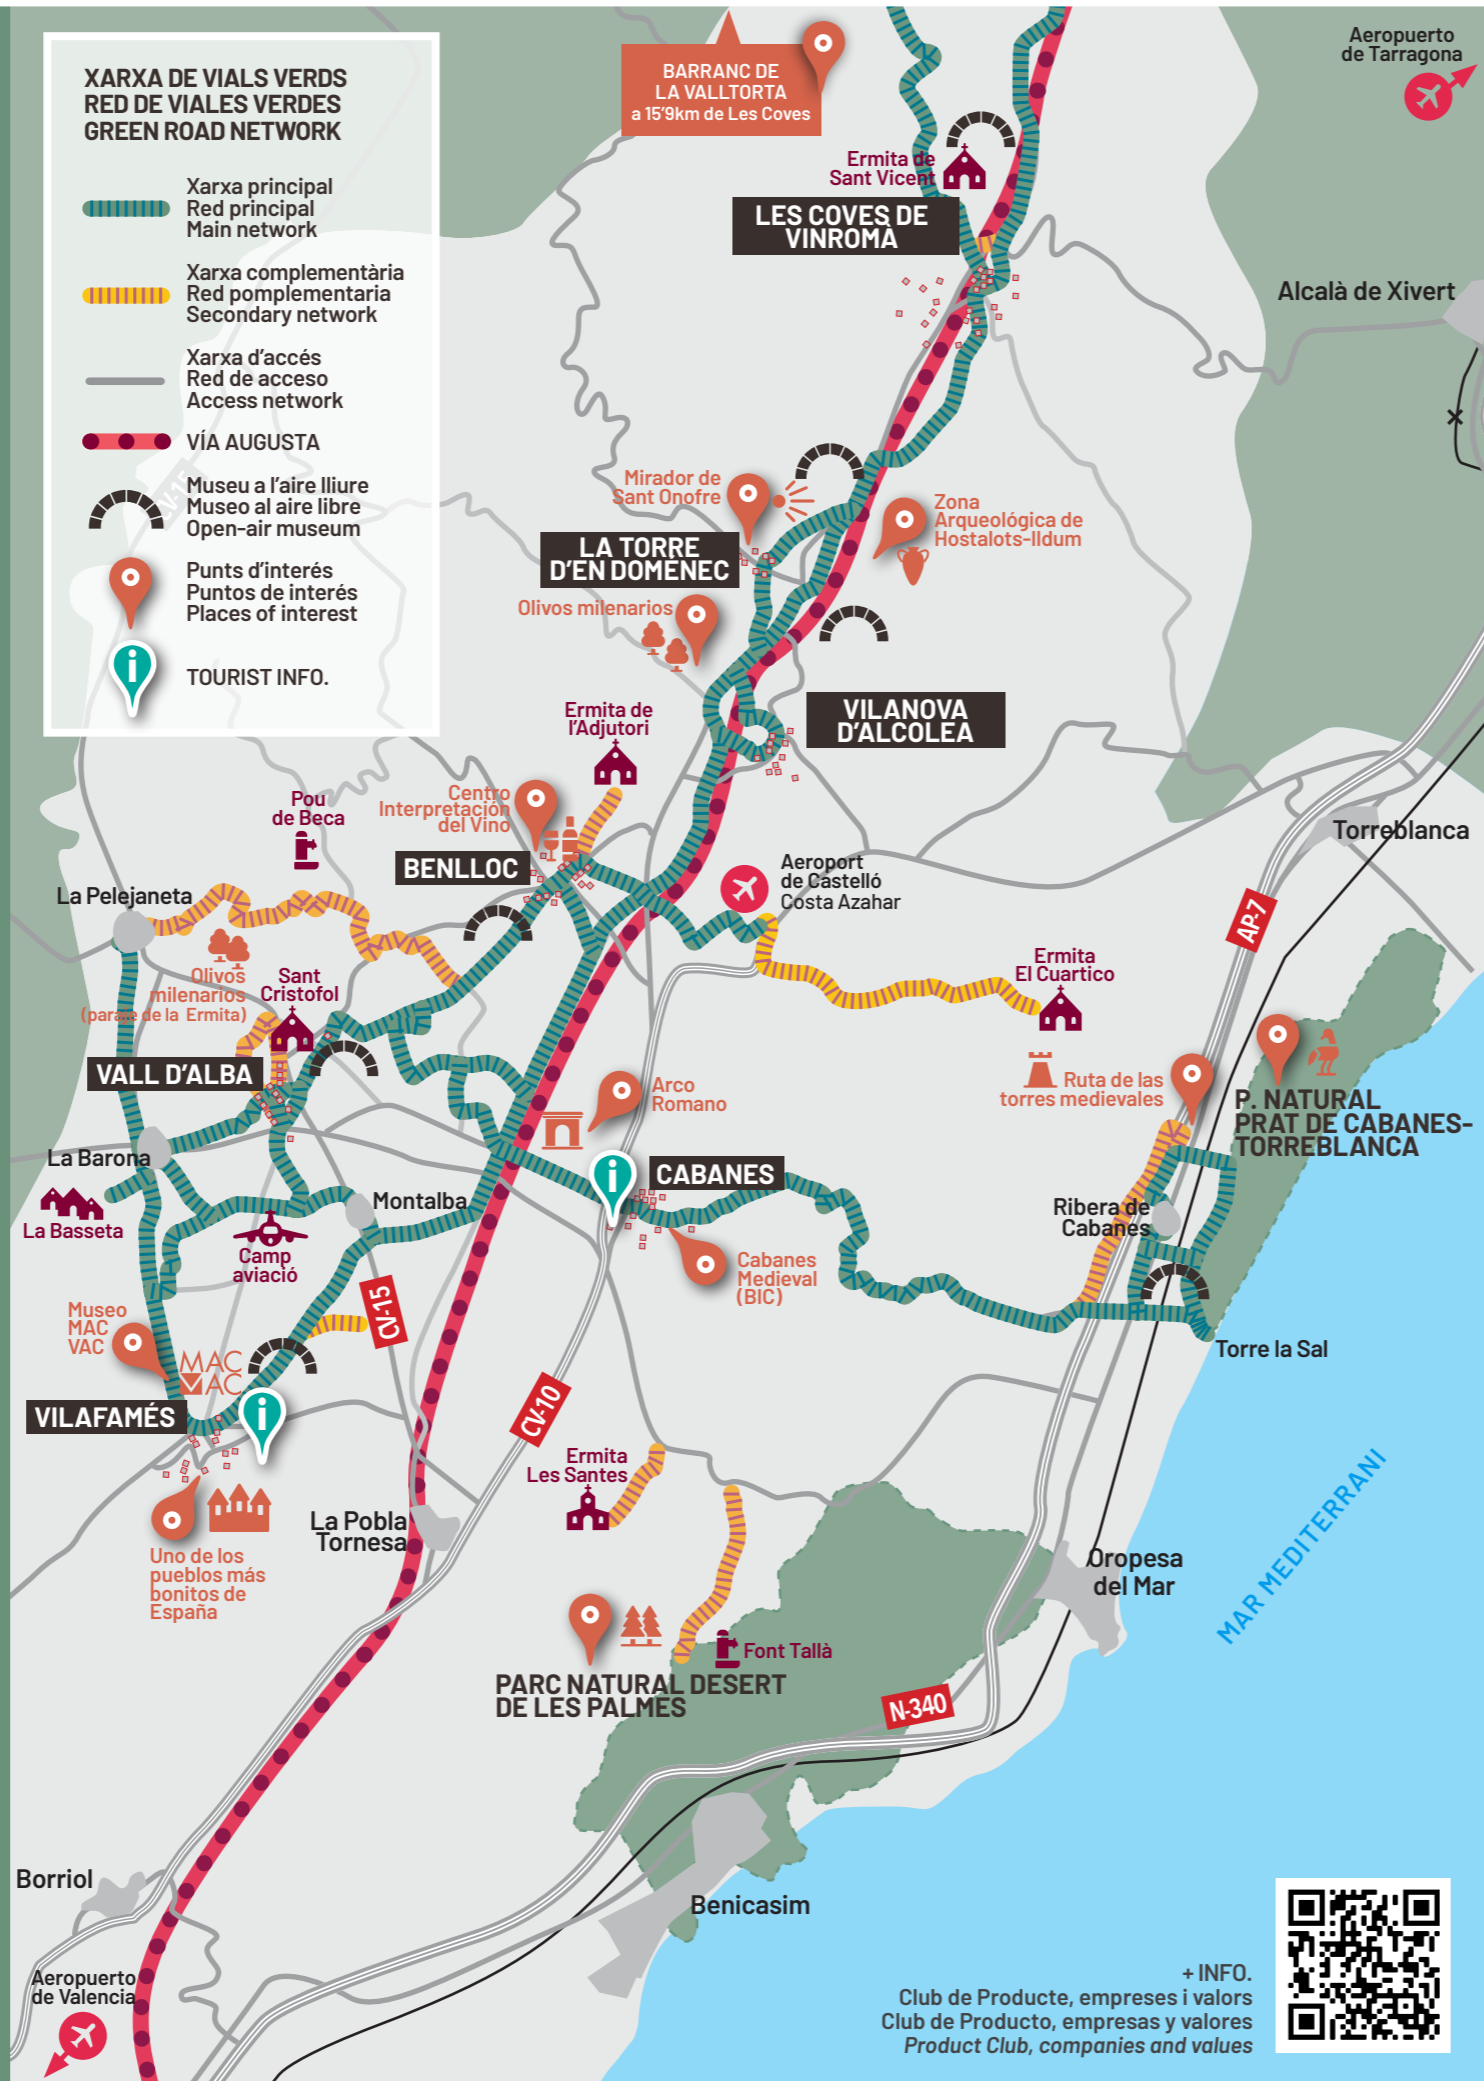 XARXA DE VIALS VERDS
RED DE VIALES VERDES
GREEN ROAD NETWORK
Xarxa principal
Red principal
Main network
Xarxa complementària
Red pomplementaria
Secondary network
Xarxa d'accés
Red de acceso
Access network
VÍA AUGUSTA
Museu a l'aire lliure
Museo al aire libre
Open-air museum
Punts d'interés
Puntos de interés
Places of interest
TOURIST INFO.
BARRANC DE
LA VALLTORTA
a 15'9km de Les Coves
Aeropuerto
de Tarragona
Ermita de
Sant Vicent
LES COVES DE
VINROMÀ
Alcalà de Xivert
Mirador de
Sant Onofre
Zona
Arqueológica de
Hostalots-Ildum
LA TORRE
D'EN DOMÈNEC
Olivos milenarios
VILANOVA
D'ALCOLEA
Ermita de
l'Adjutori
Centro
Interpretación
del Vino
Pou
de Beca
BENLLOC
Torreblanca
Aeroport
de Castelló
Costa Azahar
La Pelejaneta
AP-7
Ermita
El Cuartico
Olivos
milenarios
(paraje de la Ermita)
Sant
Cristofol
VALL D'ALBA
Arco
Romano
Ruta de las
torres medievales
P. NATURAL
PRAT DE CABANES-
TORREBLANCA
La Barona
CABANES
Montalba
La Basseta
Camp
aviació
Ribera de
Cabanes
Cabanes
Medieval
(BIC)
CV-15
Museo
MAC
VAC
MAC
VAC
Torre la Sal
VILAFAMÉS
CV-10
Ermita
Les Santes
La Pobla
Tornesa
Uno de los
pueblos más
bonitos de
España
Oropesa
del Mar
MAR MEDITERRANI
Font Tallà
PARC NATURAL DESERT
DE LES PALMES
N-340
Borriol
Benicasim
Aeropuerto
de Valencia
+ INFO.
Club de Producte, empreses i valors
Club de Producto, empresas y valores
Product Club, companies and values